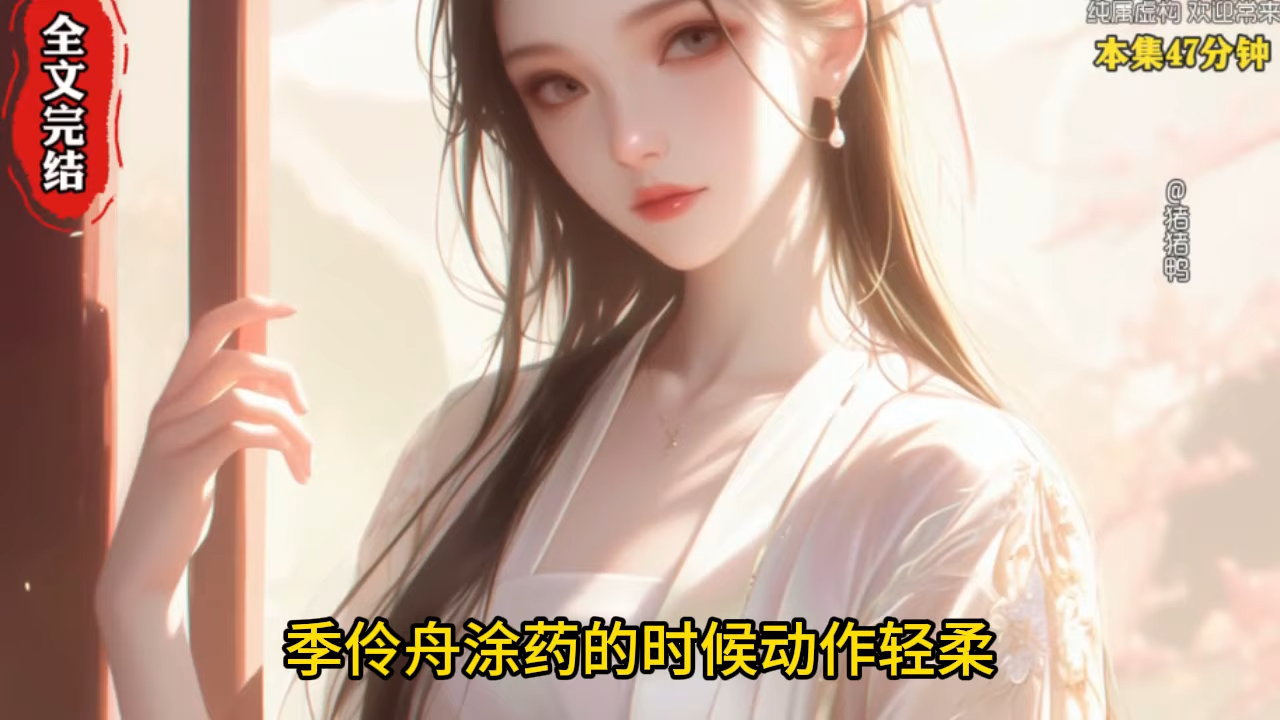 全文完结
纯属虚构 欢迎常来
本集47分钟
@猪猪鸭
季伶舟涂药的时候动作轻柔